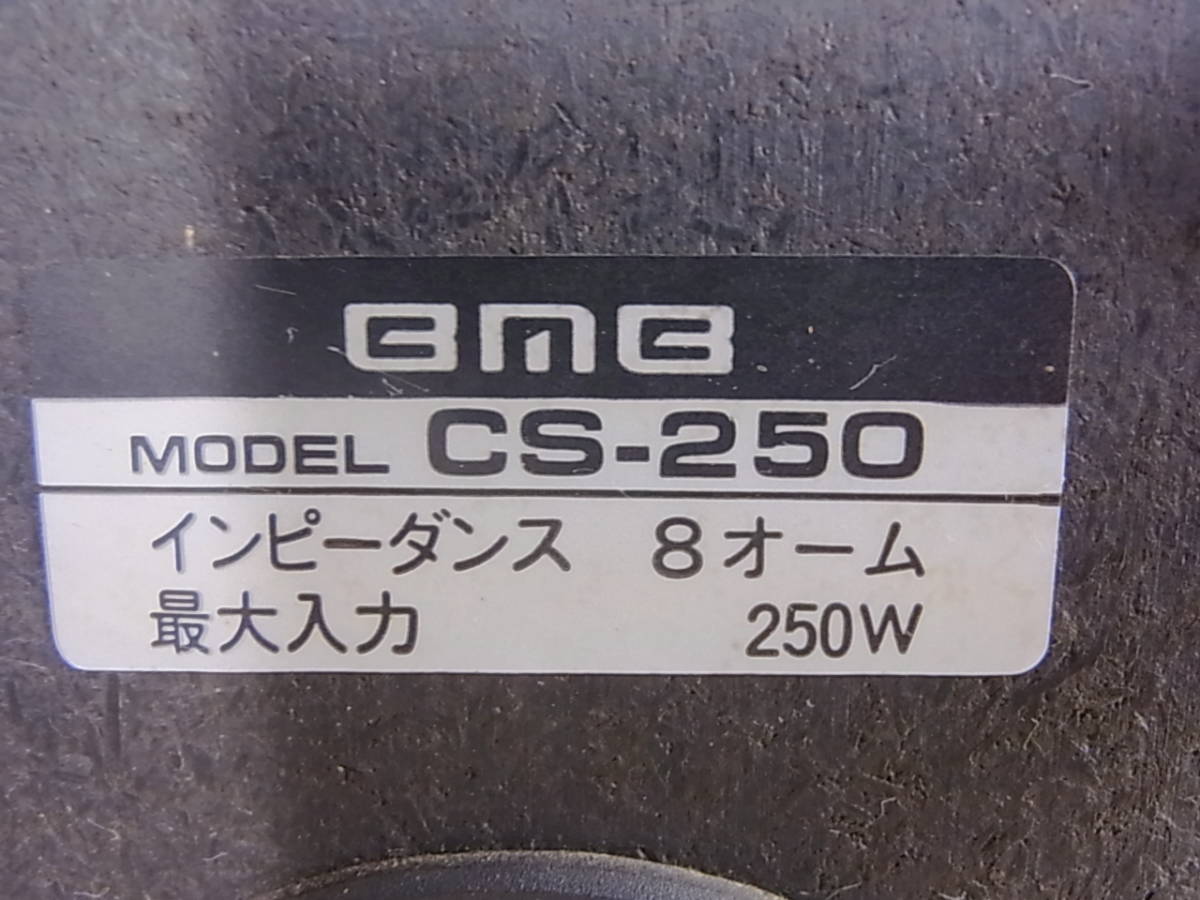 BMB
MODEL CS-250
インピーダンス 8オーム
最大入力 250W